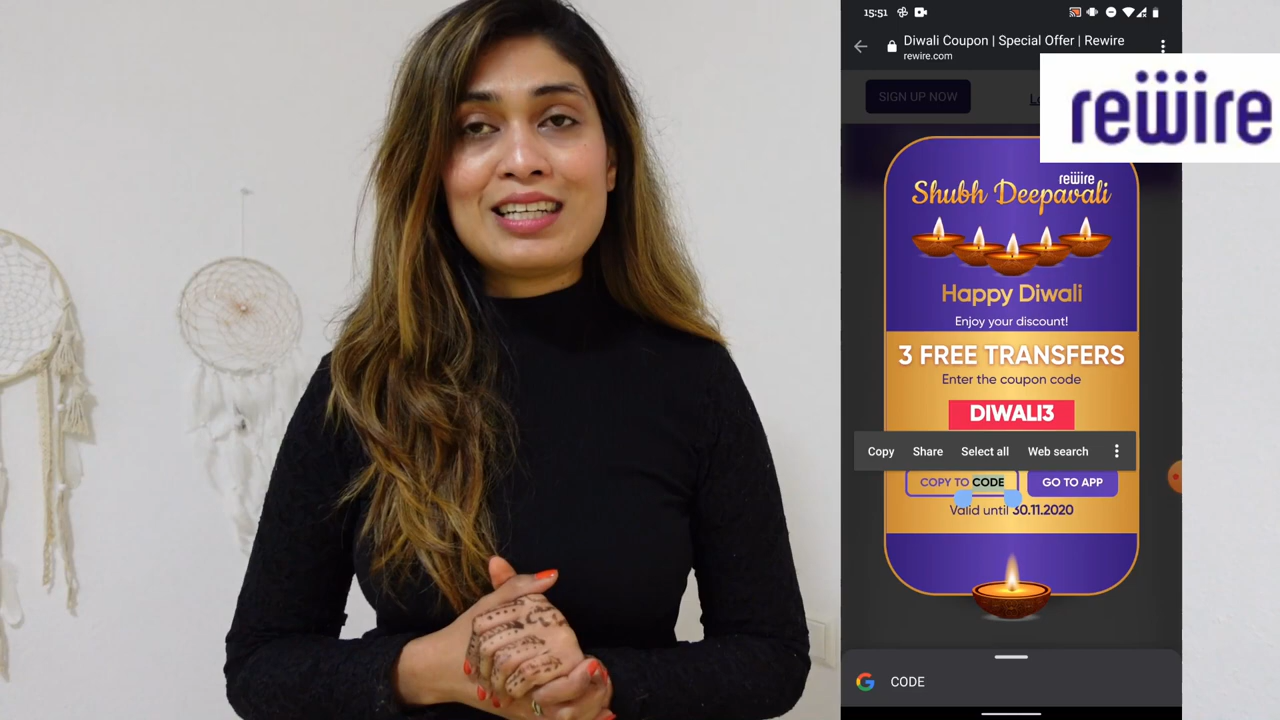 15:51
Diwali Coupon | Special Offer | Rewire
rewire.com
SIGN UP NOW
rewire
rewire
Shubh Deepavali
Happy Diwali
Enjoy your discount!
3 FREE TRANSFERS
Enter the coupon code
DIWALI3
Copy Share Select all Web search
COPY TO CODE GO TO APP
Valid until 30.11.2020
CODE